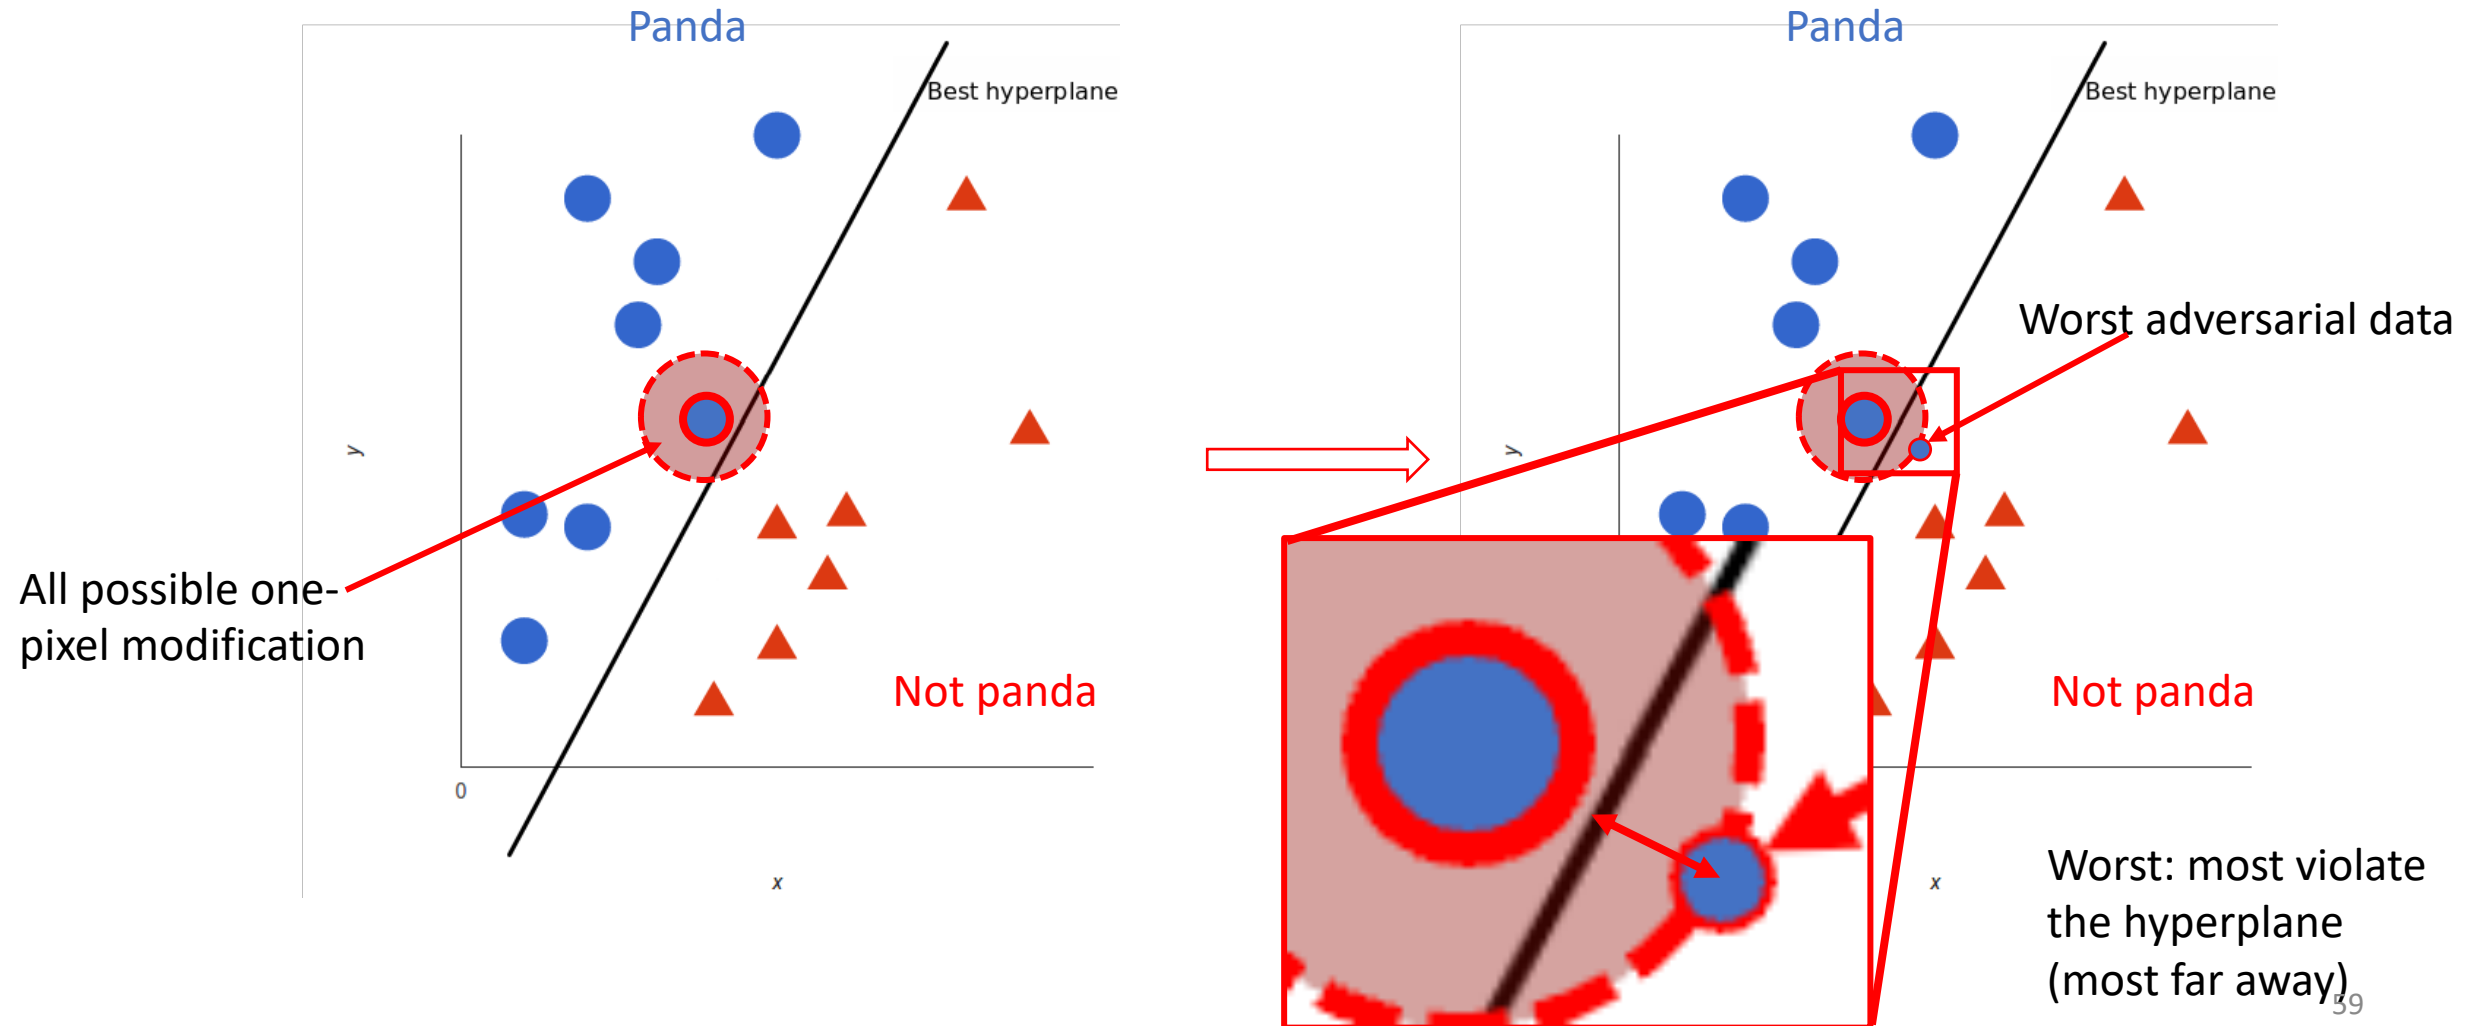 Panda
Best hyperplane
y
All possible one-
pixel modification
Not panda
0
x
Panda
Best hyperplane
Worst adversarial data
y
Not panda
x
Worst: most violate
the hyperplane
(most far away)
59